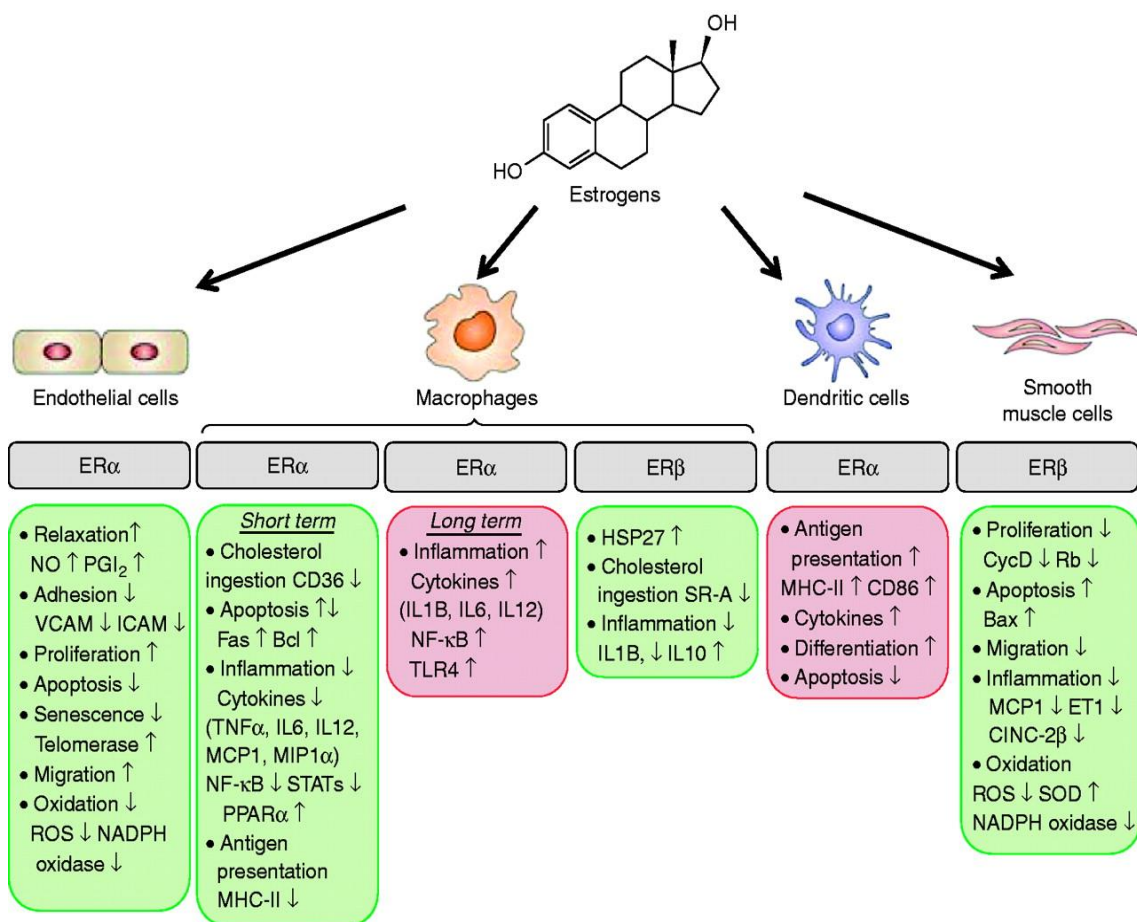 OH
HO
Estrogens
Endothelial cells
Macrophages
Dendritic cells
Smooth
muscle cells
ERα
ERα
ERα
ERβ
ERα
ERβ
• Relaxation↑
NO ↑ PGI₂ ↑
• Adhesion ↓
VCAM ↓ ICAM ↓
• Proliferation ↑
• Apoptosis ↓
• Senescence ↓
Telomerase ↑
• Migration ↑
• Oxidation ↓
ROS ↓ NADPH
oxidase ↓
Short term
• Cholesterol
ingestion CD36 ↓
• Apoptosis ↑↓
Fas ↑ Bcl ↑
• Inflammation ↓
Cytokines ↓
(TNFα, IL6, IL12,
MCP1, MIP1α)
NF-κB ↓ STATs ↓
PPARα ↑
• Antigen
presentation
MHC-II ↓
Long term
• Inflammation ↑
Cytokines ↑
(IL1B, IL6, IL12)
NF-κB ↑
TLR4 ↑
• HSP27 ↑
• Cholesterol
ingestion SR-A ↓
• Inflammation ↓
IL1B, ↓ IL10 ↑
• Antigen
presentation ↑
MHC-II ↑ CD86 ↑
• Cytokines ↑
• Differentiation ↑
• Apoptosis ↓
• Proliferation ↓
CycD ↓ Rb ↓
• Apoptosis ↑
Bax ↑
• Migration ↓
• Inflammation ↓
MCP1 ↓ ET1 ↓
CINC-2β ↓
• Oxidation
ROS ↓ SOD ↑
NADPH oxidase ↓